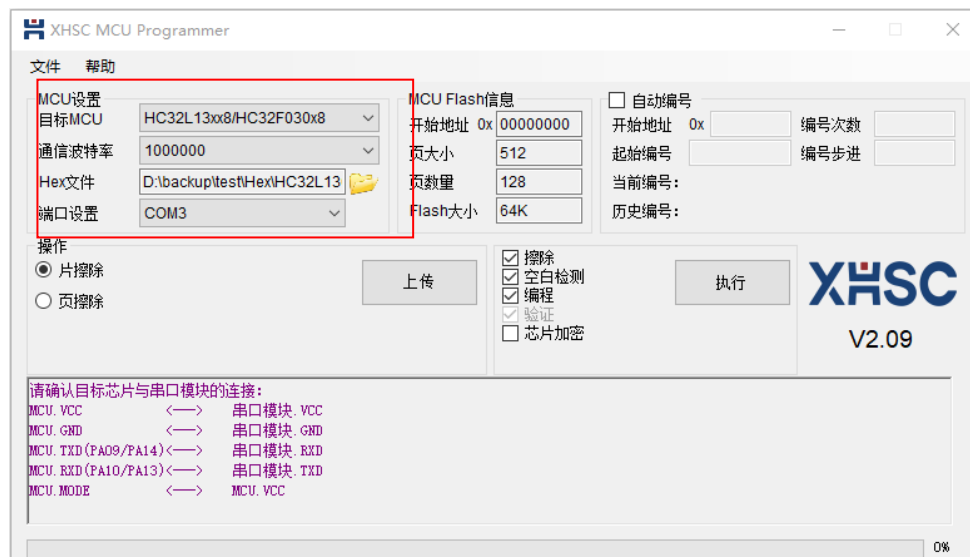 XHSC MCU Programmer
文件 帮助
MCU设置
目标MCU HC32L13xx8/HC32F030x8
通信波特率 1000000
Hex文件 D:\backup\test\Hex\HC32L13
端口设置 COM3
MCU Flash信息
开始地址 0x 00000000
页大小 512
页数量 128
Flash大小 64K
自动编号
开始地址 0x 编号次数
起始编号 编号步进
当前编号:
历史编号:
操作
片擦除
页擦除
上传
擦除
空白检测
编程
验证
芯片加密
执行
XHSC
V2.09
请确认目标芯片与串口模块的连接:
MCU.VCC <——> 串口模块.VCC
MCU.GND <——> 串口模块.GND
MCU.TXD(PA09/PA14)<——> 串口模块.RXD
MCU.RXD(PA10/PA13)<——> 串口模块.TXD
MCU.MODE <——> MCU.VCC
0%